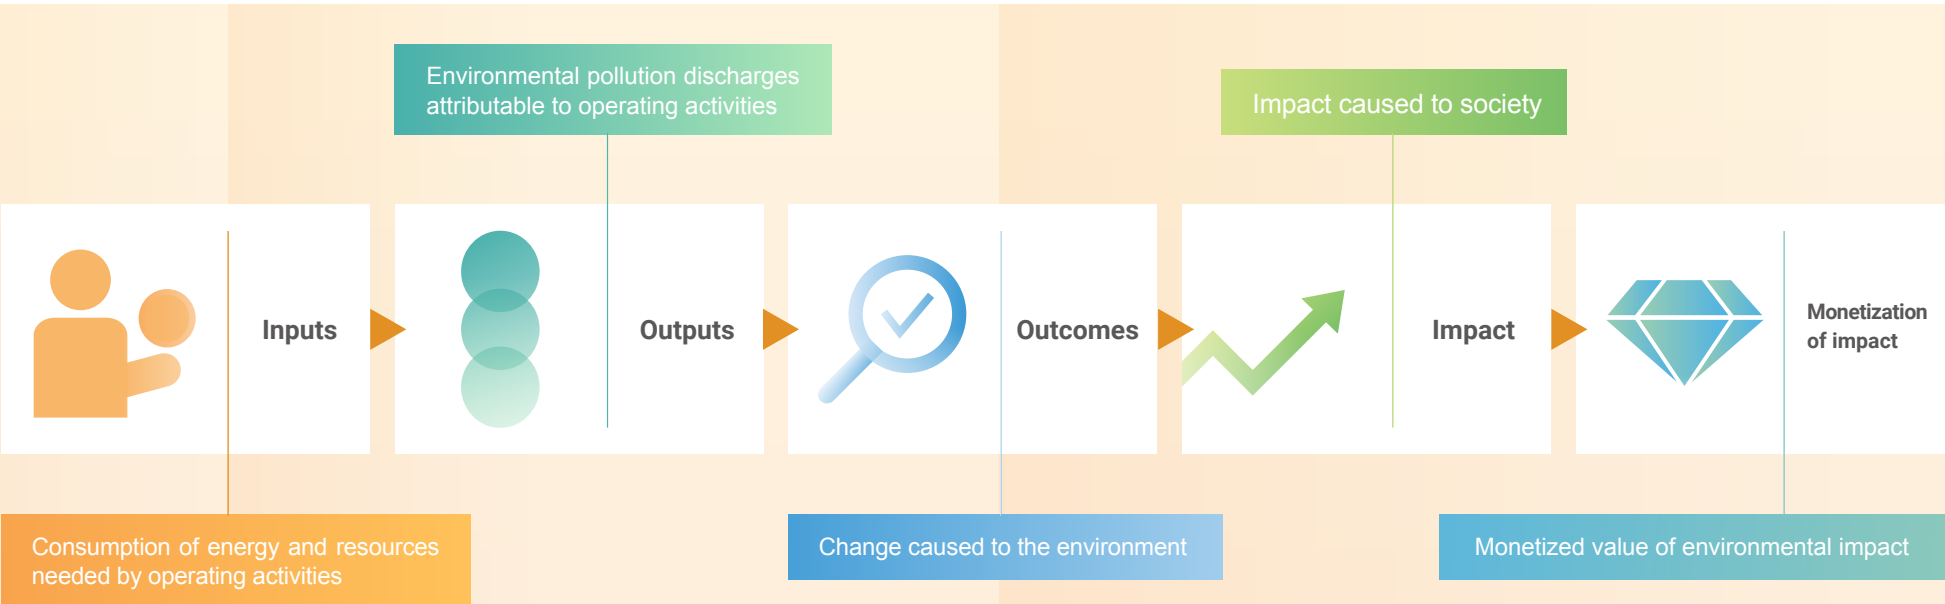 Environmental pollution discharges
attributable to operating activities
Impact caused to society
Inputs
Outputs
Outcomes
Impact
Monetization
of impact
Consumption of energy and resources
needed by operating activities
Change caused to the environment
Monetized value of environmental impact